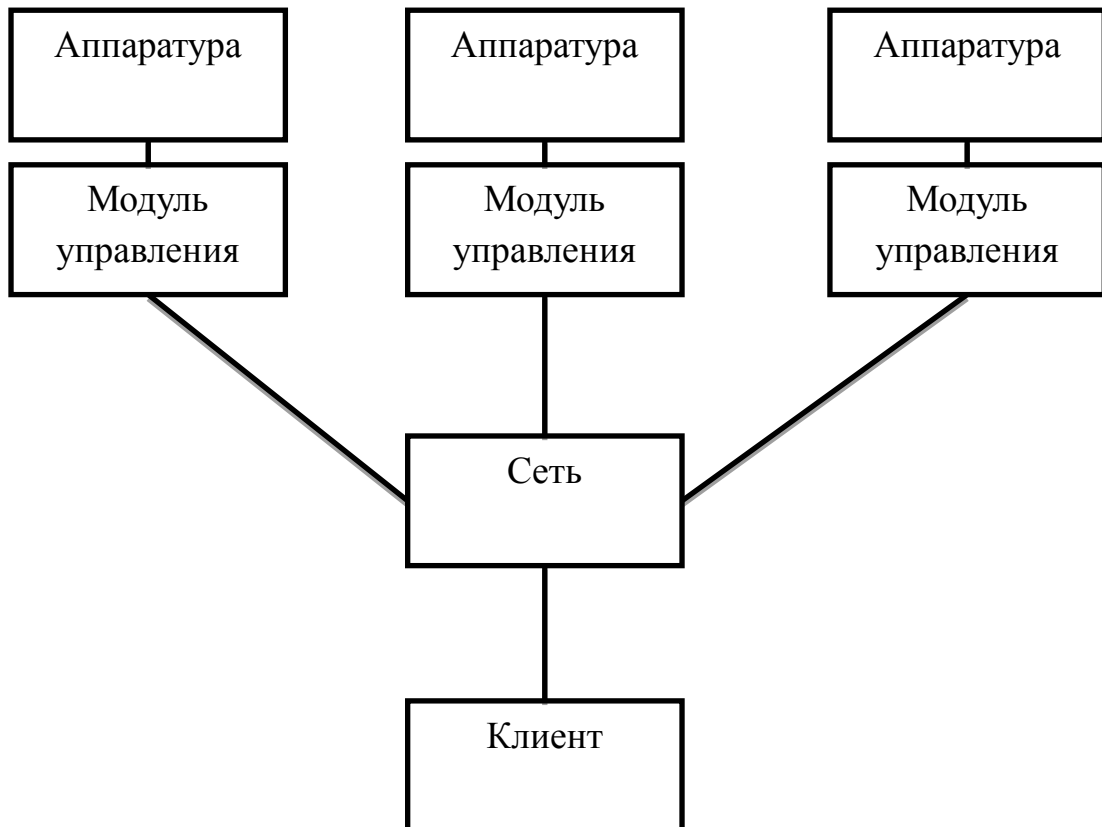 Аппаратура
Аппаратура
Аппаратура
Модуль
управления
Модуль
управления
Модуль
управления
Сеть
Клиент